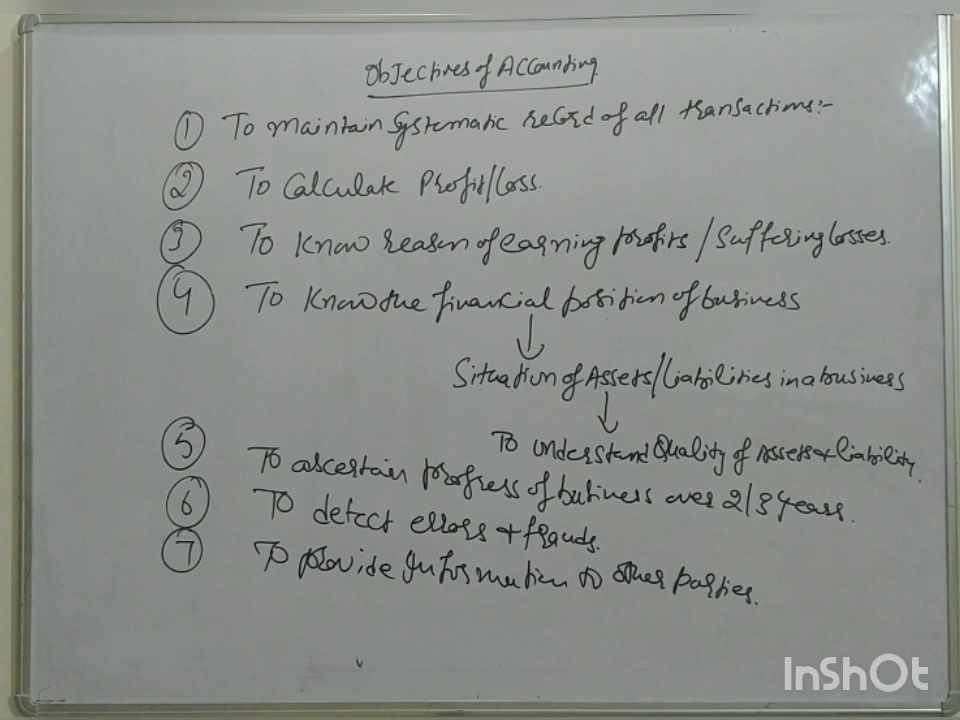 Objectives of Accounting
① To maintain Systematic record of all transactions:-
② To Calculate Profit/Loss.
③ To Know reason of earning profits / Suffering losses.
④ To Know the financial position of business
↓
Situation of Assets/Liabilities in a business
↓
To understand Quality of Assets & liability.
⑤ To ascertain progress of business over 2/3 years.
⑥ To detect errors & frauds.
⑦ To provide Information to other parties.
InShOt